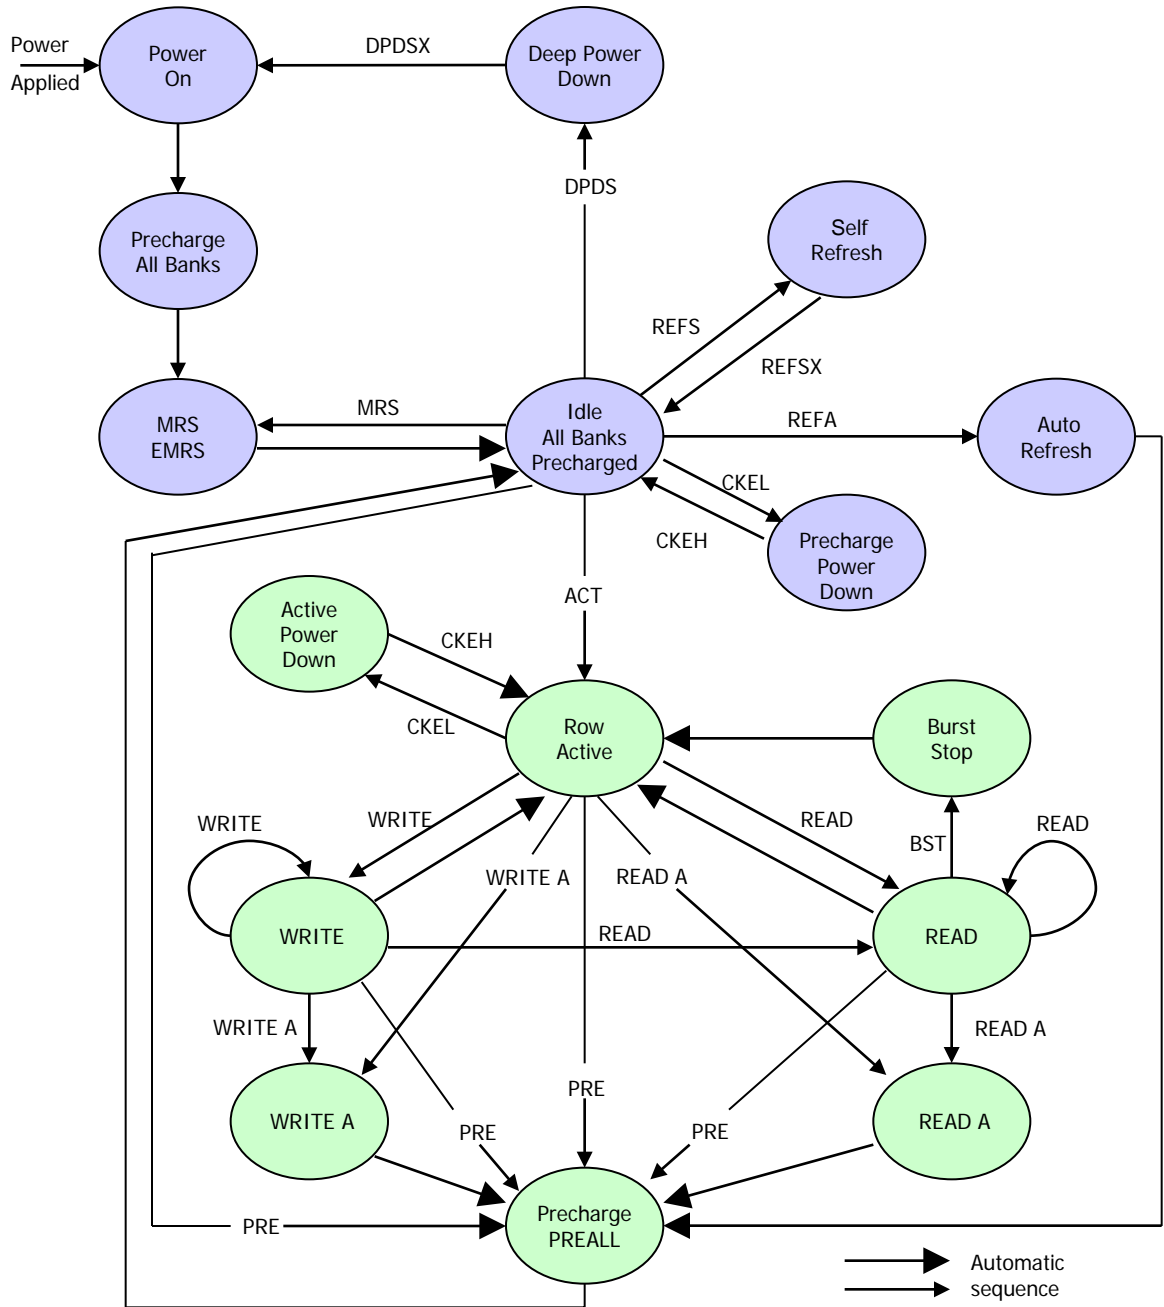 Power
Applied
Power
On
DPDSX
Deep Power
Down
DPDS
Precharge
All Banks
Self
Refresh
REFS
REFSX
MRS
EMRS
MRS
Idle
All Banks
Precharged
REFA
Auto
Refresh
CKEL
CKEH
Precharge
Power
Down
ACT
Active
Power
Down
CKEH
CKEL
Row
Active
Burst
Stop
WRITE
WRITE
READ
BST
READ
WRITE A
READ A
WRITE
READ
READ
WRITE A
READ A
WRITE A
PRE
PRE
PRE
READ A
PRE
Precharge
PREALL
Automatic
sequence